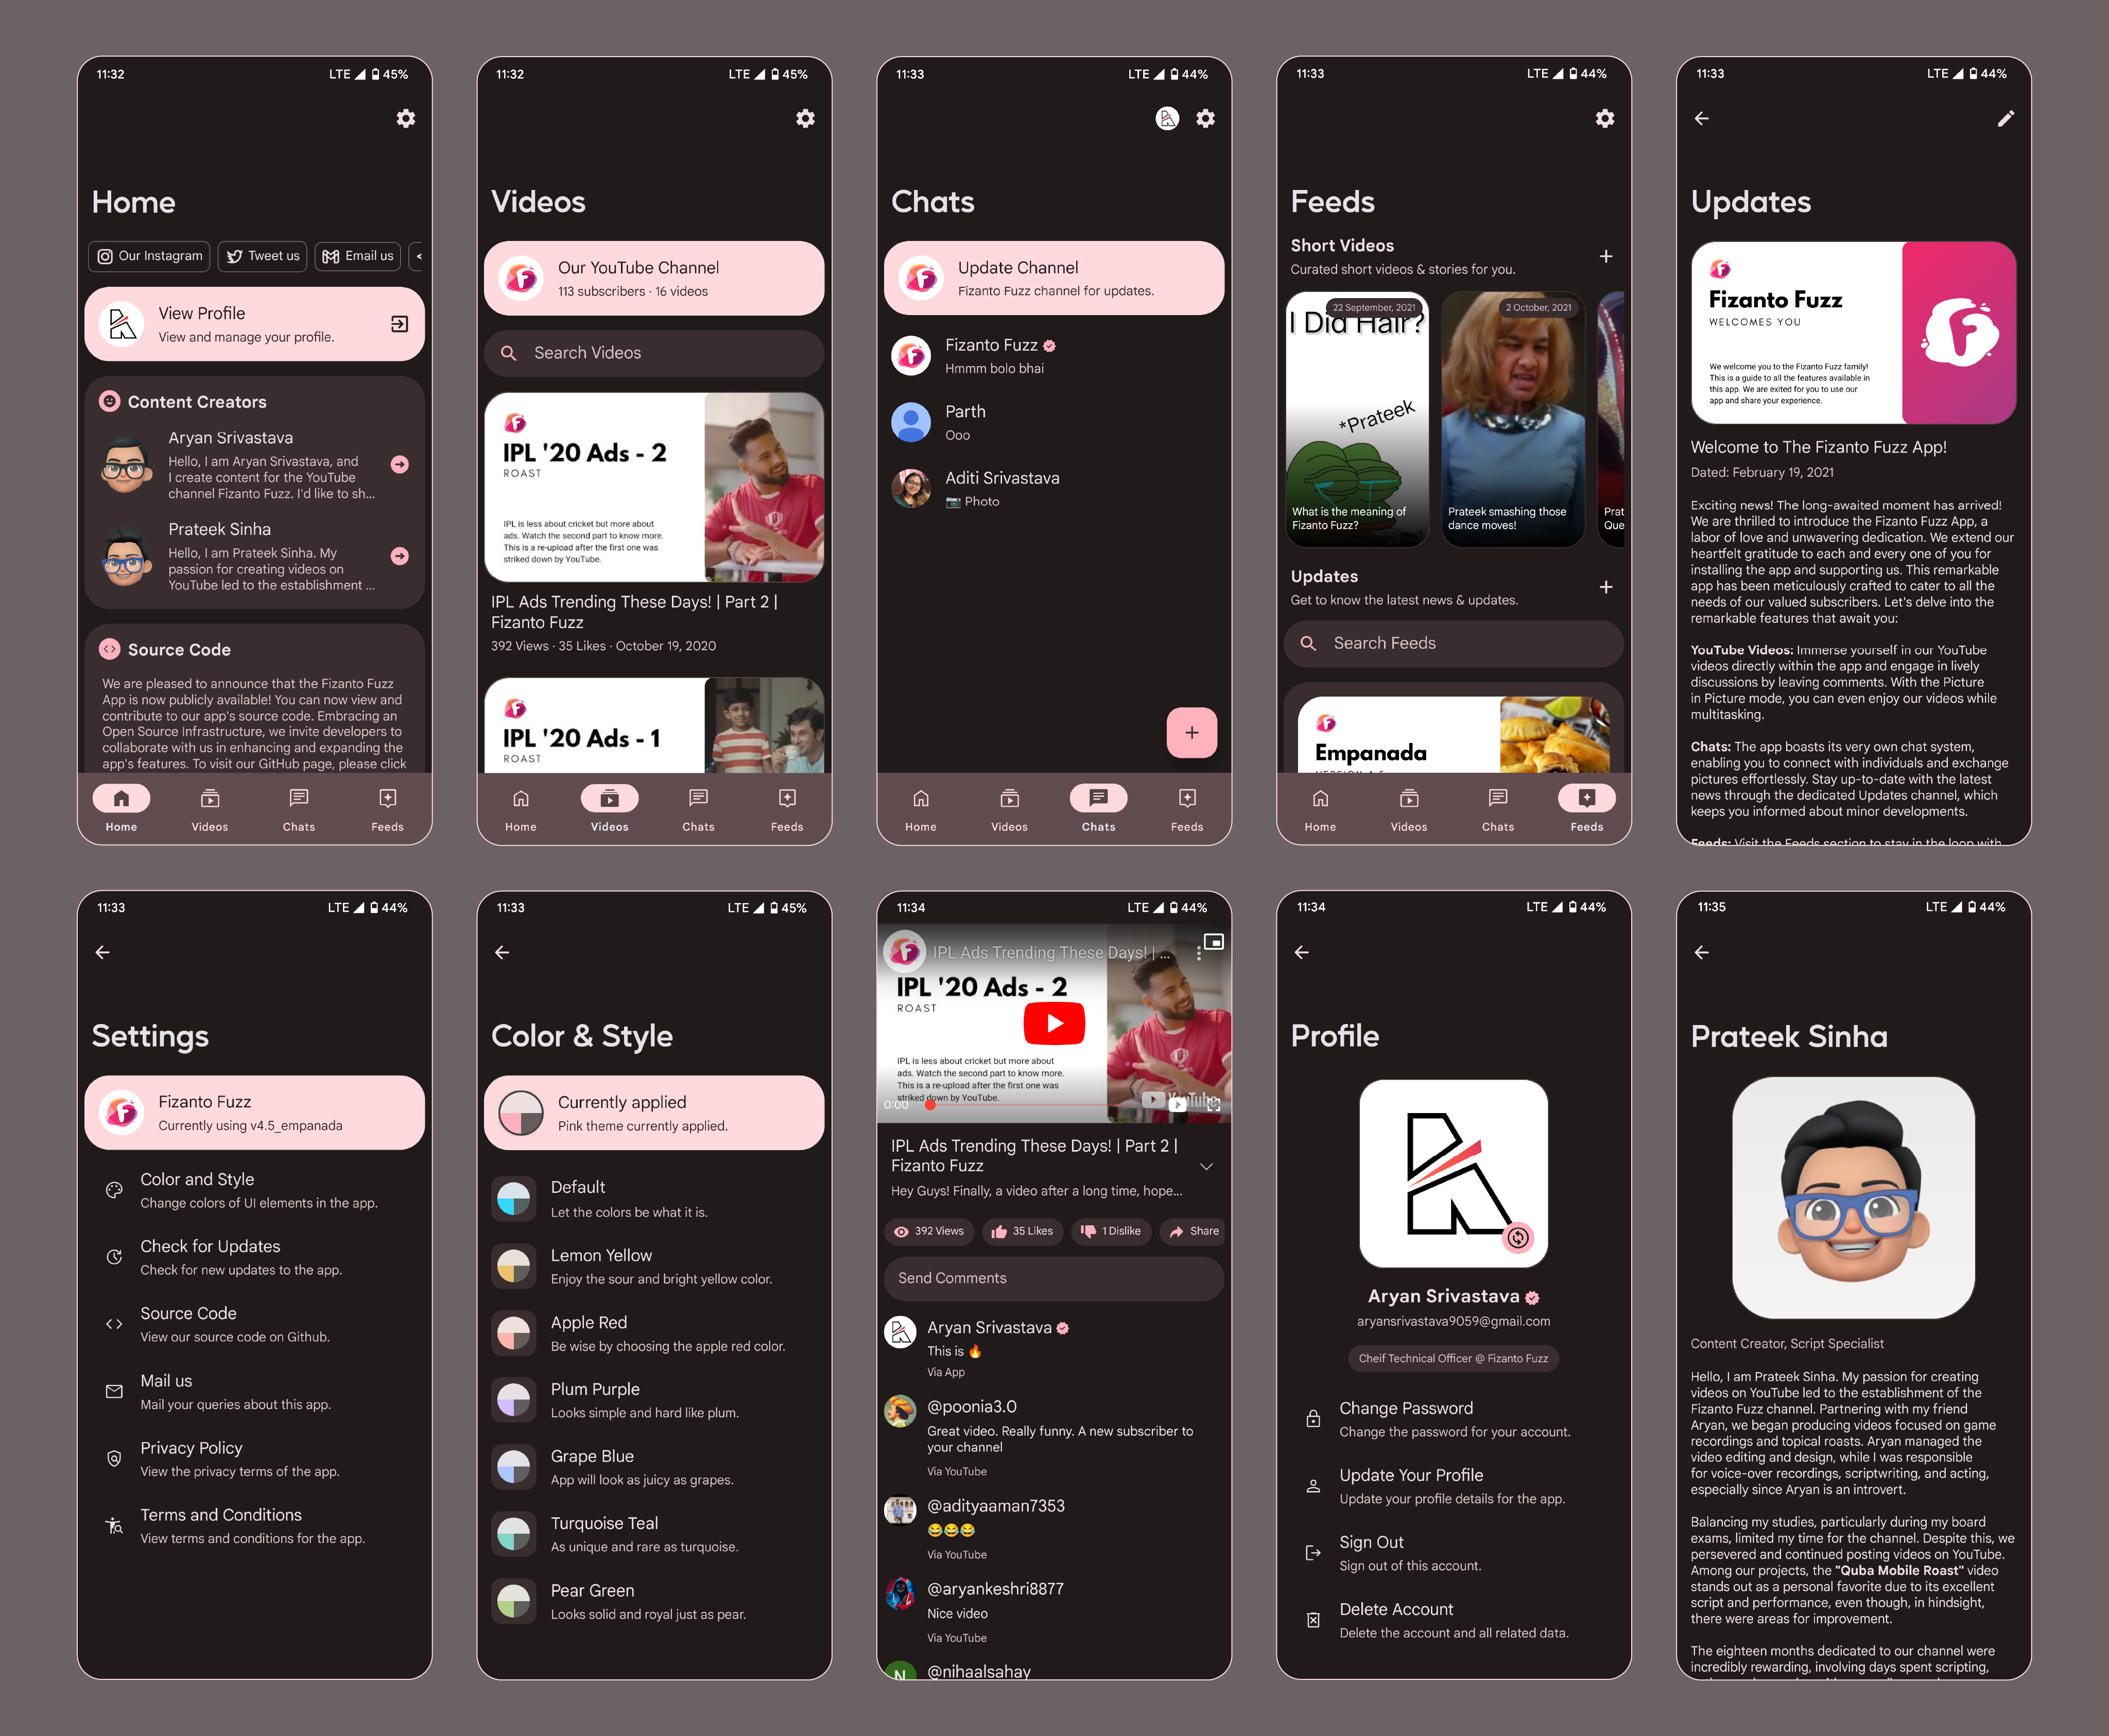 11:32
LTE 45%
Home
Our Instagram
Tweet us
Email us
View Profile
View and manage your profile.
Content Creators
Aryan Srivastava
Hello, I am Aryan Srivastava, and
I create content for the YouTube
channel Fizanto Fuzz. I'd like to sh...
Prateek Sinha
Hello, I am Prateek Sinha. My
passion for creating videos on
YouTube led to the establishment ...
Source Code
We are pleased to announce that the Fizanto Fuzz
App is now publicly available! You can now view and
contribute to our app's source code. Embracing an
Open Source Infrastructure, we invite developers to
collaborate with us in enhancing and expanding the
app's features. To visit our GitHub page, please click
Home
Videos
Chats
Feeds
11:32
LTE 45%
Videos
Our YouTube Channel
113 subscribers · 16 videos
Search Videos
IPL '20 Ads - 2
ROAST
IPL is less about cricket but more about
ads. Watch the second part to know more.
This is a re-upload after the first one was
striked down by YouTube.
IPL Ads Trending These Days! | Part 2 |
Fizanto Fuzz
392 Views · 35 Likes · October 19, 2020
IPL '20 Ads - 1
ROAST
Home
Videos
Chats
Feeds
11:33
LTE 44%
Chats
Update Channel
Fizanto Fuzz channel for updates.
Fizanto Fuzz
Hmmm bolo bhai
Parth
Ooo
Aditi Srivastava
📷 Photo
Home
Videos
Chats
Feeds
11:33
LTE 44%
Feeds
Short Videos
Curated short videos & stories for you.
22 September, 2021
I Did Hair?
*Prateek
What is the meaning of
Fizanto Fuzz?
2 October, 2021
Prateek smashing those
dance moves!
Prat
Que
Updates
Get to know the latest news & updates.
Search Feeds
Empanada
Home
Videos
Chats
Feeds
11:33
LTE 44%
Updates
Fizanto Fuzz
WELCOMES YOU
We welcome you to the Fizanto Fuzz family!
This is a guide to all the features available in
this app. We are exited for you to use our
app and share your experience.
Welcome to The Fizanto Fuzz App!
Dated: February 19, 2021
Exciting news! The long-awaited moment has arrived!
We are thrilled to introduce the Fizanto Fuzz App, a
labor of love and unwavering dedication. We extend our
heartfelt gratitude to each and every one of you for
installing the app and supporting us. This remarkable
app has been meticulously crafted to cater to all the
needs of our valued subscribers. Let's delve into the
remarkable features that await you:
YouTube Videos: Immerse yourself in our YouTube
videos directly within the app and engage in lively
discussions by leaving comments. With the Picture
in Picture mode, you can even enjoy our videos while
multitasking.
Chats: The app boasts its very own chat system,
enabling you to connect with individuals and exchange
pictures effortlessly. Stay up-to-date with the latest
news through the dedicated Updates channel, which
keeps you informed about minor developments.
Feeds: Visit the Feeds section to stay in the loop with
11:33
LTE 44%
Settings
Fizanto Fuzz
Currently using v4.5_empanada
Color and Style
Change colors of UI elements in the app.
Check for Updates
Check for new updates to the app.
Source Code
View our source code on Github.
Mail us
Mail your queries about this app.
Privacy Policy
View the privacy terms of the app.
Terms and Conditions
View terms and conditions for the app.
11:33
LTE 45%
Color & Style
Currently applied
Pink theme currently applied.
Default
Let the colors be what it is.
Lemon Yellow
Enjoy the sour and bright yellow color.
Apple Red
Be wise by choosing the apple red color.
Plum Purple
Looks simple and hard like plum.
Grape Blue
App will look as juicy as grapes.
Turquoise Teal
As unique and rare as turquoise.
Pear Green
Looks solid and royal just as pear.
11:34
LTE 44%
IPL Ads Trending These Days! | ...
IPL '20 Ads - 2
ROAST
IPL is less about cricket but more about
ads. Watch the second part to know more.
This is a re-upload after the first one was
striked down by YouTube.
0:00
YouTube
IPL Ads Trending These Days! | Part 2 |
Fizanto Fuzz
Hey Guys! Finally, a video after a long time, hope...
392 Views
35 Likes
1 Dislike
Share
Send Comments
Aryan Srivastava
This is 🔥
Via App
@poonia3.0
Great video. Really funny. A new subscriber to
your channel
Via YouTube
@adityaaman7353
😂😂😂
Via YouTube
@aryankeshri8877
Nice video
Via YouTube
N
@nihaalsahay
11:34
LTE 44%
Profile
Aryan Srivastava
aryansrivastava9059@gmail.com
Cheif Technical Officer @ Fizanto Fuzz
Change Password
Change the password for your account.
Update Your Profile
Update your profile details for the app.
Sign Out
Sign out of this account.
Delete Account
Delete the account and all related data.
11:35
LTE 44%
Prateek Sinha
Content Creator, Script Specialist
Hello, I am Prateek Sinha. My passion for creating
videos on YouTube led to the establishment of the
Fizanto Fuzz channel. Partnering with my friend
Aryan, we began producing videos focused on game
recordings and topical roasts. Aryan managed the
video editing and design, while I was responsible
for voice-over recordings, scriptwriting, and acting,
especially since Aryan is an introvert.
Balancing my studies, particularly during my board
exams, limited my time for the channel. Despite this, we
persevered and continued posting videos on YouTube.
Among our projects, the "Quba Mobile Roast" video
stands out as a personal favorite due to its excellent
script and performance, even though, in hindsight,
there were areas for improvement.
The eighteen months dedicated to our channel were
incredibly rewarding, involving days spent scripting,